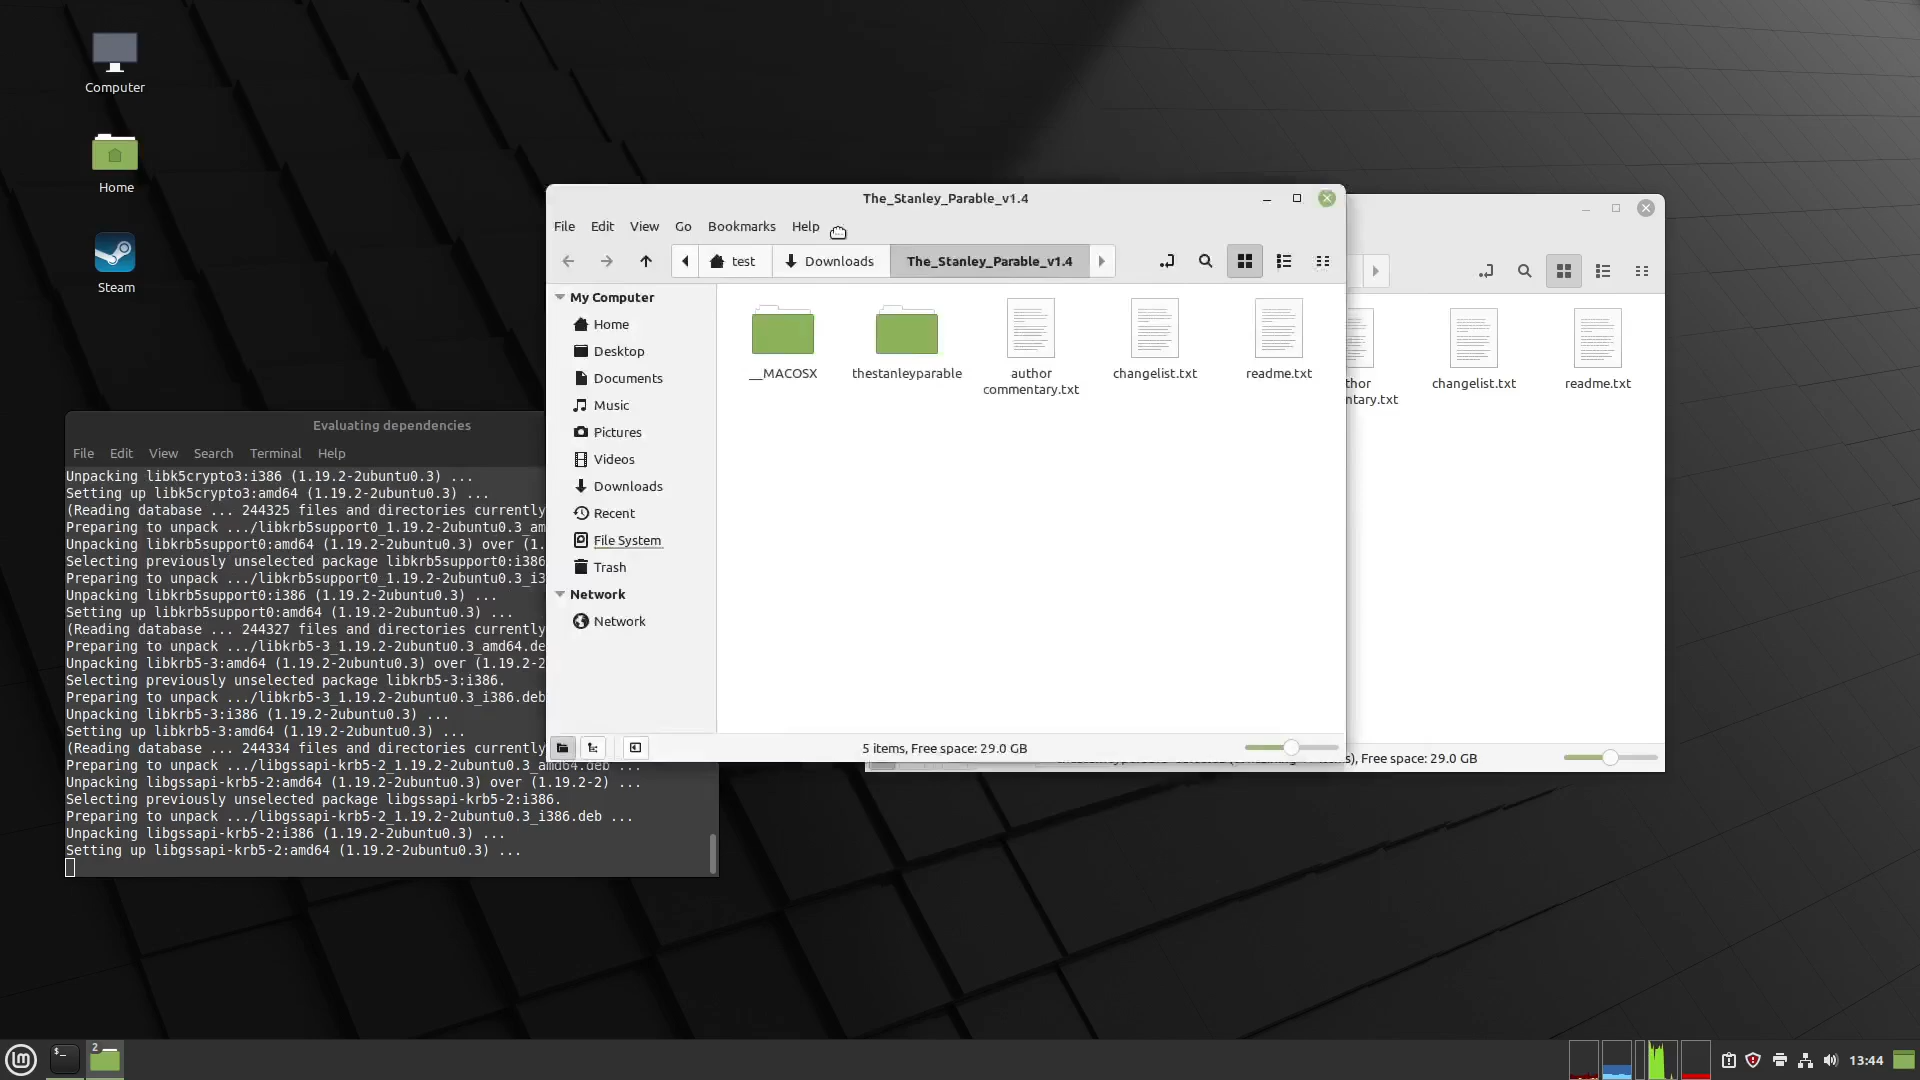 Computer
Home
Steam
The_Stanley_Parable_v1.4
File Edit View Go Bookmarks Help
test Downloads The_Stanley_Parable_v1.4
My Computer
Home
Desktop
Documents
Music
Pictures
Videos
Downloads
Recent
File System
Trash
Network
Network
__MACOSX
thestanleyparable
author
commentary.txt
changelist.txt
readme.txt
5 items, Free space: 29.0 GB
thor
ntary.txt
changelist.txt
readme.txt
Free space: 29.0 GB
Evaluating dependencies
File Edit View Search Terminal Help
Unpacking libk5crypto3:i386 (1.19.2-2ubuntu0.3) ...
Setting up libk5crypto3:amd64 (1.19.2-2ubuntu0.3) ...
(Reading database ... 244325 files and directories currently
Preparing to unpack .../libkrb5support0_1.19.2-2ubuntu0.3_am
Unpacking libkrb5support0:amd64 (1.19.2-2ubuntu0.3) over (1.
Selecting previously unselected package libkrb5support0:i386
Preparing to unpack .../libkrb5support0_1.19.2-2ubuntu0.3_i3
Unpacking libkrb5support0:i386 (1.19.2-2ubuntu0.3) ...
Setting up libkrb5support0:amd64 (1.19.2-2ubuntu0.3) ...
(Reading database ... 244327 files and directories currently
Preparing to unpack .../libkrb5-3_1.19.2-2ubuntu0.3_amd64.de
Unpacking libkrb5-3:amd64 (1.19.2-2ubuntu0.3) over (1.19.2-2
Selecting previously unselected package libkrb5-3:i386.
Preparing to unpack .../libkrb5-3_1.19.2-2ubuntu0.3_i386.deb
Unpacking libkrb5-3:i386 (1.19.2-2ubuntu0.3) ...
Setting up libkrb5-3:amd64 (1.19.2-2ubuntu0.3) ...
(Reading database ... 244334 files and directories currently
Preparing to unpack .../libgssapi-krb5-2_1.19.2-2ubuntu0.3_amd64.deb ...
Unpacking libgssapi-krb5-2:amd64 (1.19.2-2ubuntu0.3) over (1.19.2-2) ...
Selecting previously unselected package libgssapi-krb5-2:i386.
Preparing to unpack .../libgssapi-krb5-2_1.19.2-2ubuntu0.3_i386.deb ...
Unpacking libgssapi-krb5-2:i386 (1.19.2-2ubuntu0.3) ...
Setting up libgssapi-krb5-2:amd64 (1.19.2-2ubuntu0.3) ...
2
13:44